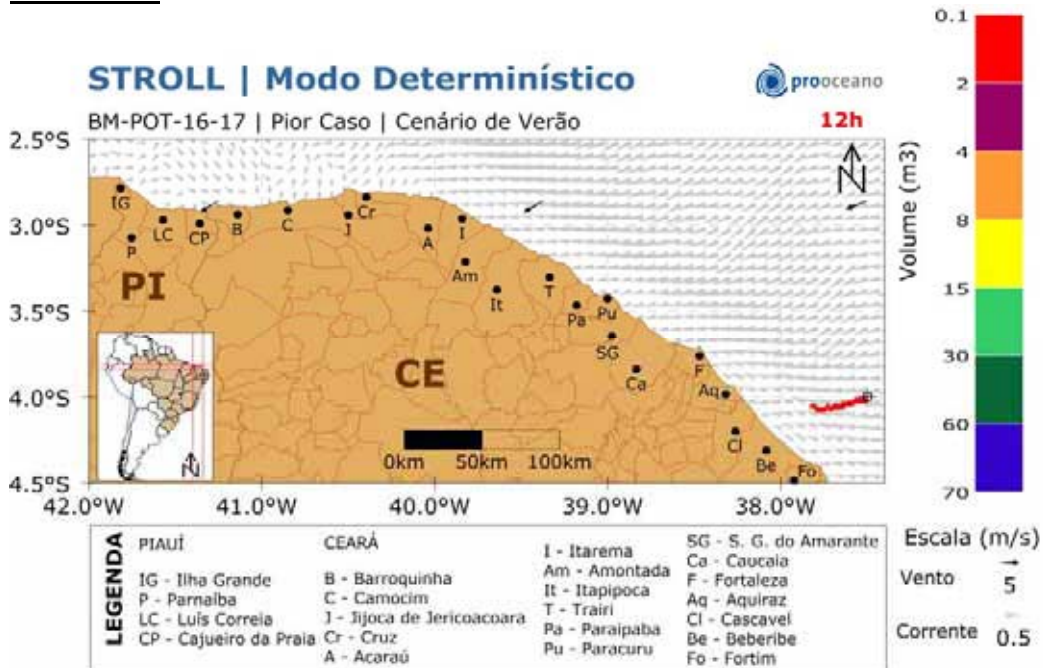 STROLL | Modo Determinístico
prooceano
BM-POT-16-17 | Pior Caso | Cenário de Verão
12h
N
2.5°S
3.0°S
3.5°S
4.0°S
4.5°S
42.0°W
41.0°W
40.0°W
39.0°W
38.0°W
IG
P
LC
CP
B
C
J
Cr
A
I
Am
It
T
Pa
Pu
SG
Ca
F
Aq
Cl
Be
Fo
PI
CE
N
0km 50km 100km
Volume (m3)
0.1
2
4
8
15
30
60
70
LEGENDA
PIAUÍ
IG - Ilha Grande
P - Parnaíba
LC - Luís Correia
CP - Cajueiro da Praia
CEARÁ
B - Barroquinha
C - Camocim
J - Jijoca de Jericoacoara
Cr - Cruz
A - Acaraú
I - Itarema
Am - Amontada
It - Itapipoca
T - Trairi
Pa - Paraipaba
Pu - Paracuru
SG - S. G. do Amarante
Ca - Caucaia
F - Fortaleza
Aq - Aquiraz
Cl - Cascavel
Be - Beberibe
Fo - Fortim
Escala (m/s)
Vento 5
Corrente 0.5